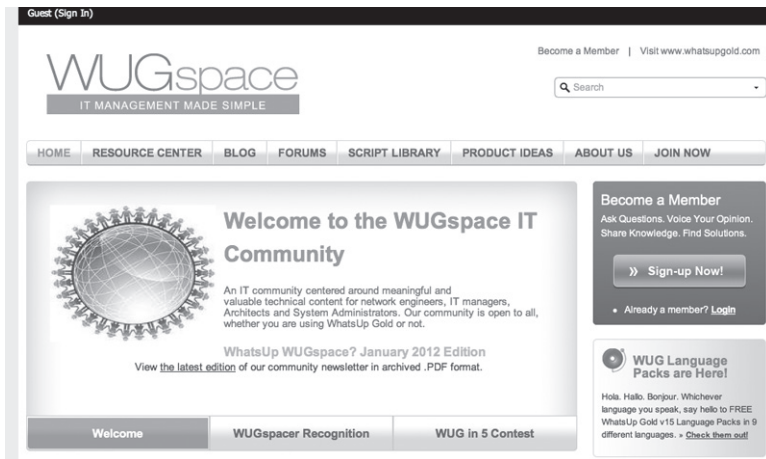 Guest (Sign In)
Become a Member | Visit www.whatsupgold.com
WUGspace
IT MANAGEMENT MADE SIMPLE
Search
HOME RESOURCE CENTER BLOG FORUMS SCRIPT LIBRARY PRODUCT IDEAS ABOUT US JOIN NOW
Welcome to the WUGspace IT
Community
An IT community centered around meaningful and
valuable technical content for network engineers, IT managers,
Architects and System Administrators. Our community is open to all,
whether you are using WhatsUp Gold or not.
WhatsUp WUGspace? January 2012 Edition
View the latest edition of our community newsletter in archived .PDF format.
Welcome WUGspacer Recognition WUG in 5 Contest
Become a Member
Ask Questions. Voice Your Opinion.
Share Knowledge. Find Solutions.
» Sign-up Now!
• Already a member? Login
WUG Language
Packs are Here!
Hola. Hallo. Bonjour. Whichever
language you speak, say hello to FREE
WhatsUp Gold v15 Language Packs in 9
different languages. » Check them out!